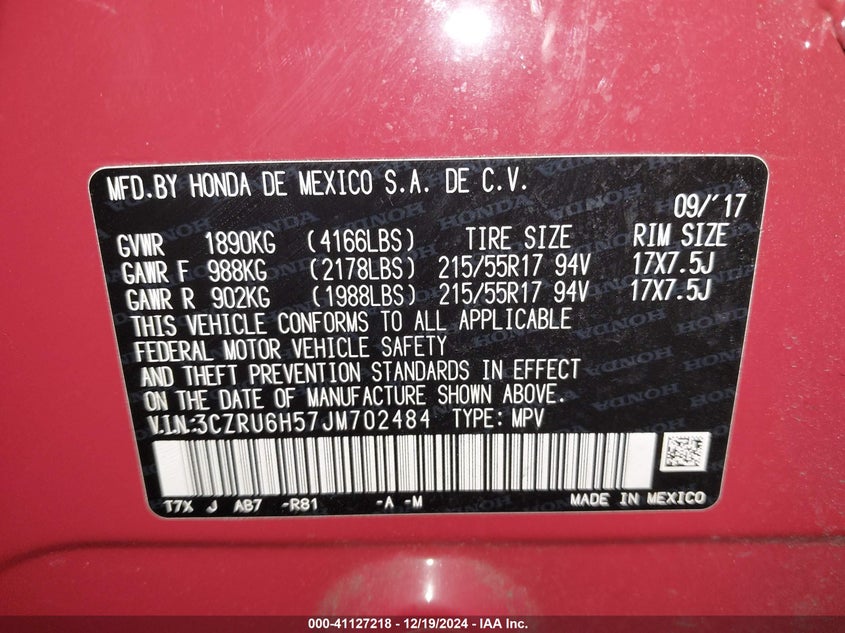 MFD.BY HONDA DE MEXICO S.A. DE C.V.
09/'17
GVWR 1890KG (4166LBS) TIRE SIZE RIM SIZE
GAWR F 988KG (2178LBS) 215/55R17 94V 17X7.5J
GAWR R 902KG (1988LBS) 215/55R17 94V 17X7.5J
THIS VEHICLE CONFORMS TO ALL APPLICABLE
FEDERAL MOTOR VEHICLE SAFETY
AND THEFT PREVENTION STANDARDS IN EFFECT
ON THE DATE OF MANUFACTURE SHOWN ABOVE.
V.I.N:3CZRU6H57JM702484 TYPE: MPV
T7X J AB7 -R81 -A -M MADE IN MEXICO
000-41127218 - 12/19/2024 - IAA Inc.